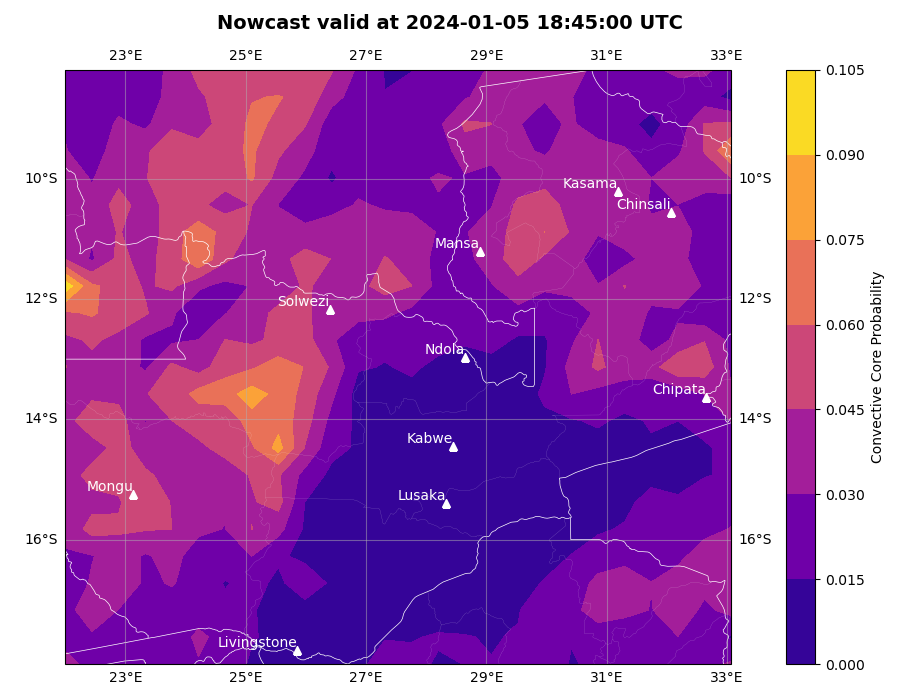 Nowcast valid at 2024-01-05 18:45:00 UTC
23°E 25°E 27°E 29°E 31°E 33°E
0.105
0.090
10°S Kasama 10°S
Chinsali
0.075
Mansa
12°S 12°S
Solwezi
0.060
Ndola
Chipata
0.045
14°S 14°S
Kabwe
Convective Core Probability
Mongu
Lusaka
0.030
16°S 16°S
0.015
Livingstone
0.000
23°E 25°E 27°E 29°E 31°E 33°E